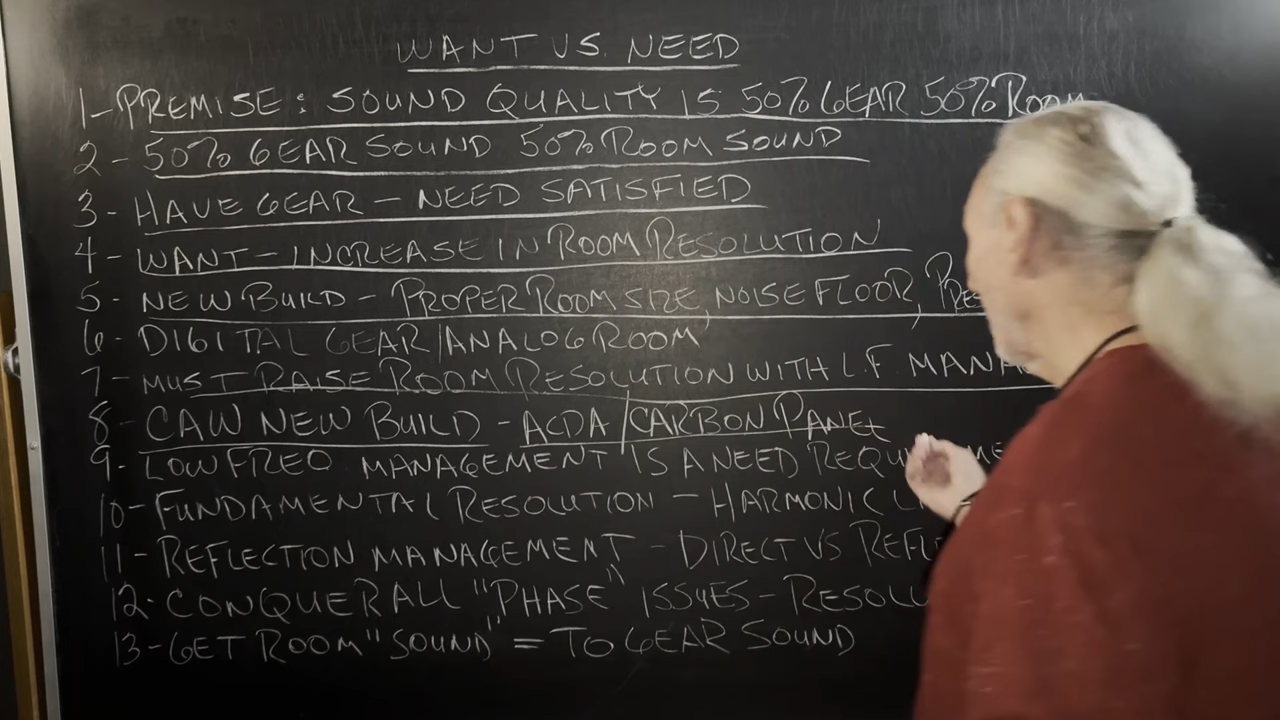 WANT VS. NEED
1-PREMISE: SOUND QUALITY IS 50% GEAR 50% ROOM
2- 50% GEAR SOUND 50% ROOM SOUND
3- HAVE GEAR - NEED SATISFIED
4- WANT - INCREASE IN ROOM RESOLUTION
5- NEW BUILD - PROPER ROOM SIZE, NOISE FLOOR,
6- DIGITAL GEAR/ANALOG ROOM
7- MUST RAISE ROOM RESOLUTION WITH L.F.
8- CAW NEW BUILD - ACDA/CARBON PANEL
9- LOW FREQ MANAGEMENT IS A NEED
10- FUNDAMENTAL RESOLUTION - HARMONIC
11- REFLECTION MANAGEMENT - DIRECT VS
12- CONQUER ALL "PHASE" ISSUES -
13- GET ROOM "SOUND" = TO GEAR SOUND